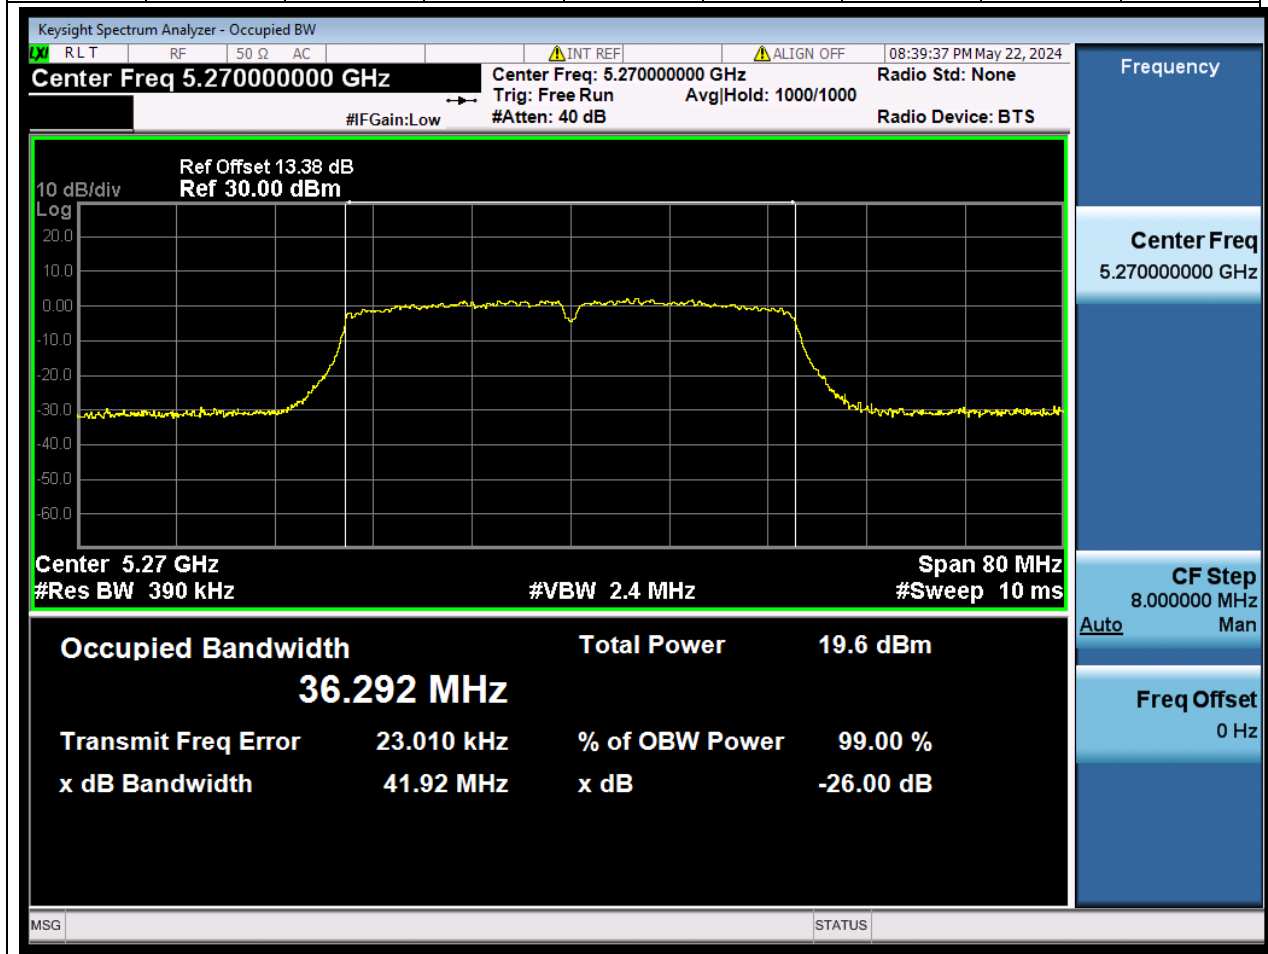 Keysight Spectrum Analyzer - Occupied BW
LXI RLT RF 50 Ω AC INT REF ALIGN OFF 08:39:37 PM May 22, 2024
Center Freq 5.270000000 GHz
Center Freq: 5.270000000 GHz
Radio Std: None
Trig: Free Run Avg|Hold: 1000/1000
#IFGain:Low
#Atten: 40 dB
Radio Device: BTS
Ref Offset 13.38 dB
10 dB/div Ref 30.00 dBm
Log
20.0
10.0
0.00
-10.0
-20.0
-30.0
-40.0
-50.0
-60.0
Center 5.27 GHz Span 80 MHz
#Res BW 390 kHz #VBW 2.4 MHz #Sweep 10 ms
Occupied Bandwidth Total Power 19.6 dBm
36.292 MHz
Transmit Freq Error 23.010 kHz % of OBW Power 99.00 %
x dB Bandwidth 41.92 MHz x dB -26.00 dB
MSG STATUS
Frequency
Center Freq
5.270000000 GHz
CF Step
8.000000 MHz
Auto Man
Freq Offset
0 Hz